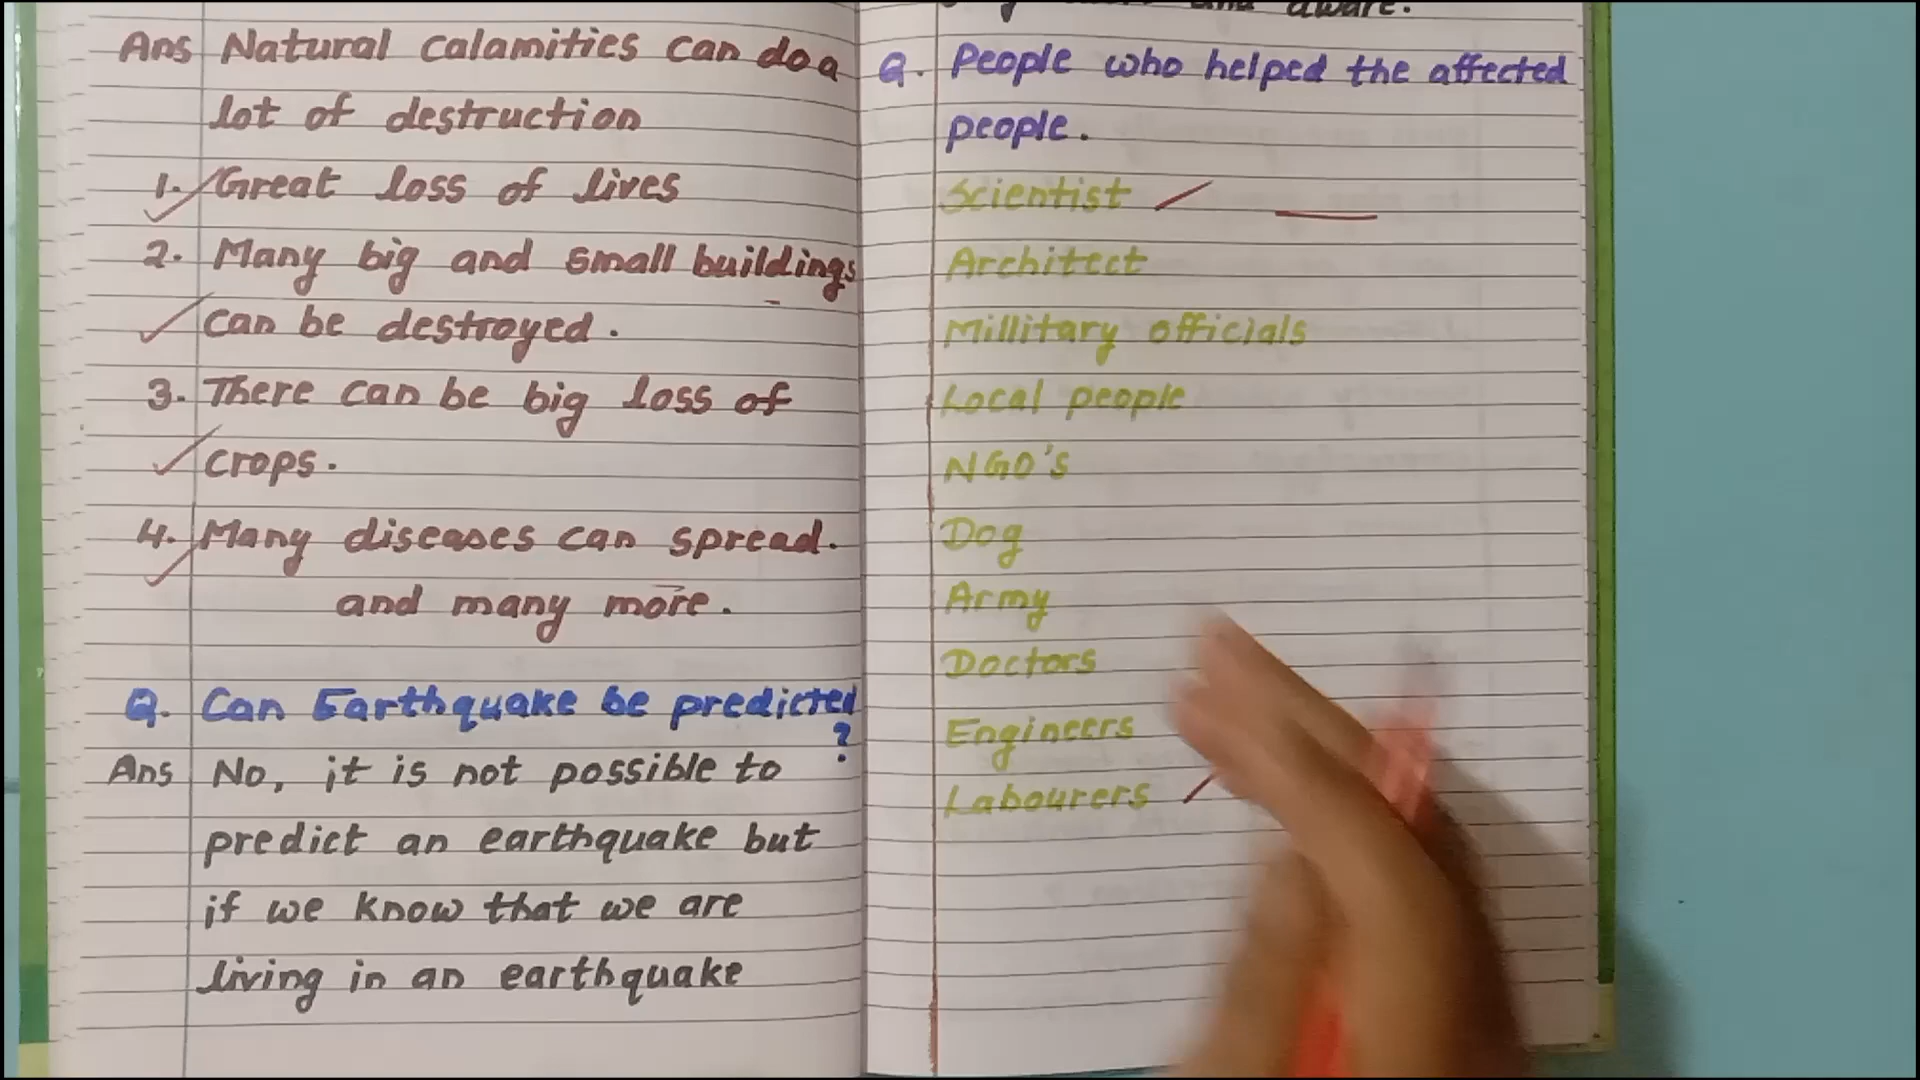 Ans Natural calamities can do a
lot of destruction
1. Great loss of lives
2. Many big and small buildings
can be destroyed.
3. There can be big loss of
crops.
4. Many diseases can spread.
and many more.
Q. Can Earthquake be predicted
?
Ans No, it is not possible to
predict an earthquake but
if we know that we are
living in an earthquake
aware.
Q. People who helped the affected
people.
Scientist
Architect
Millitary officials
Local people
NGO's
Dog
Army
Doctors
Engineers
Labourers